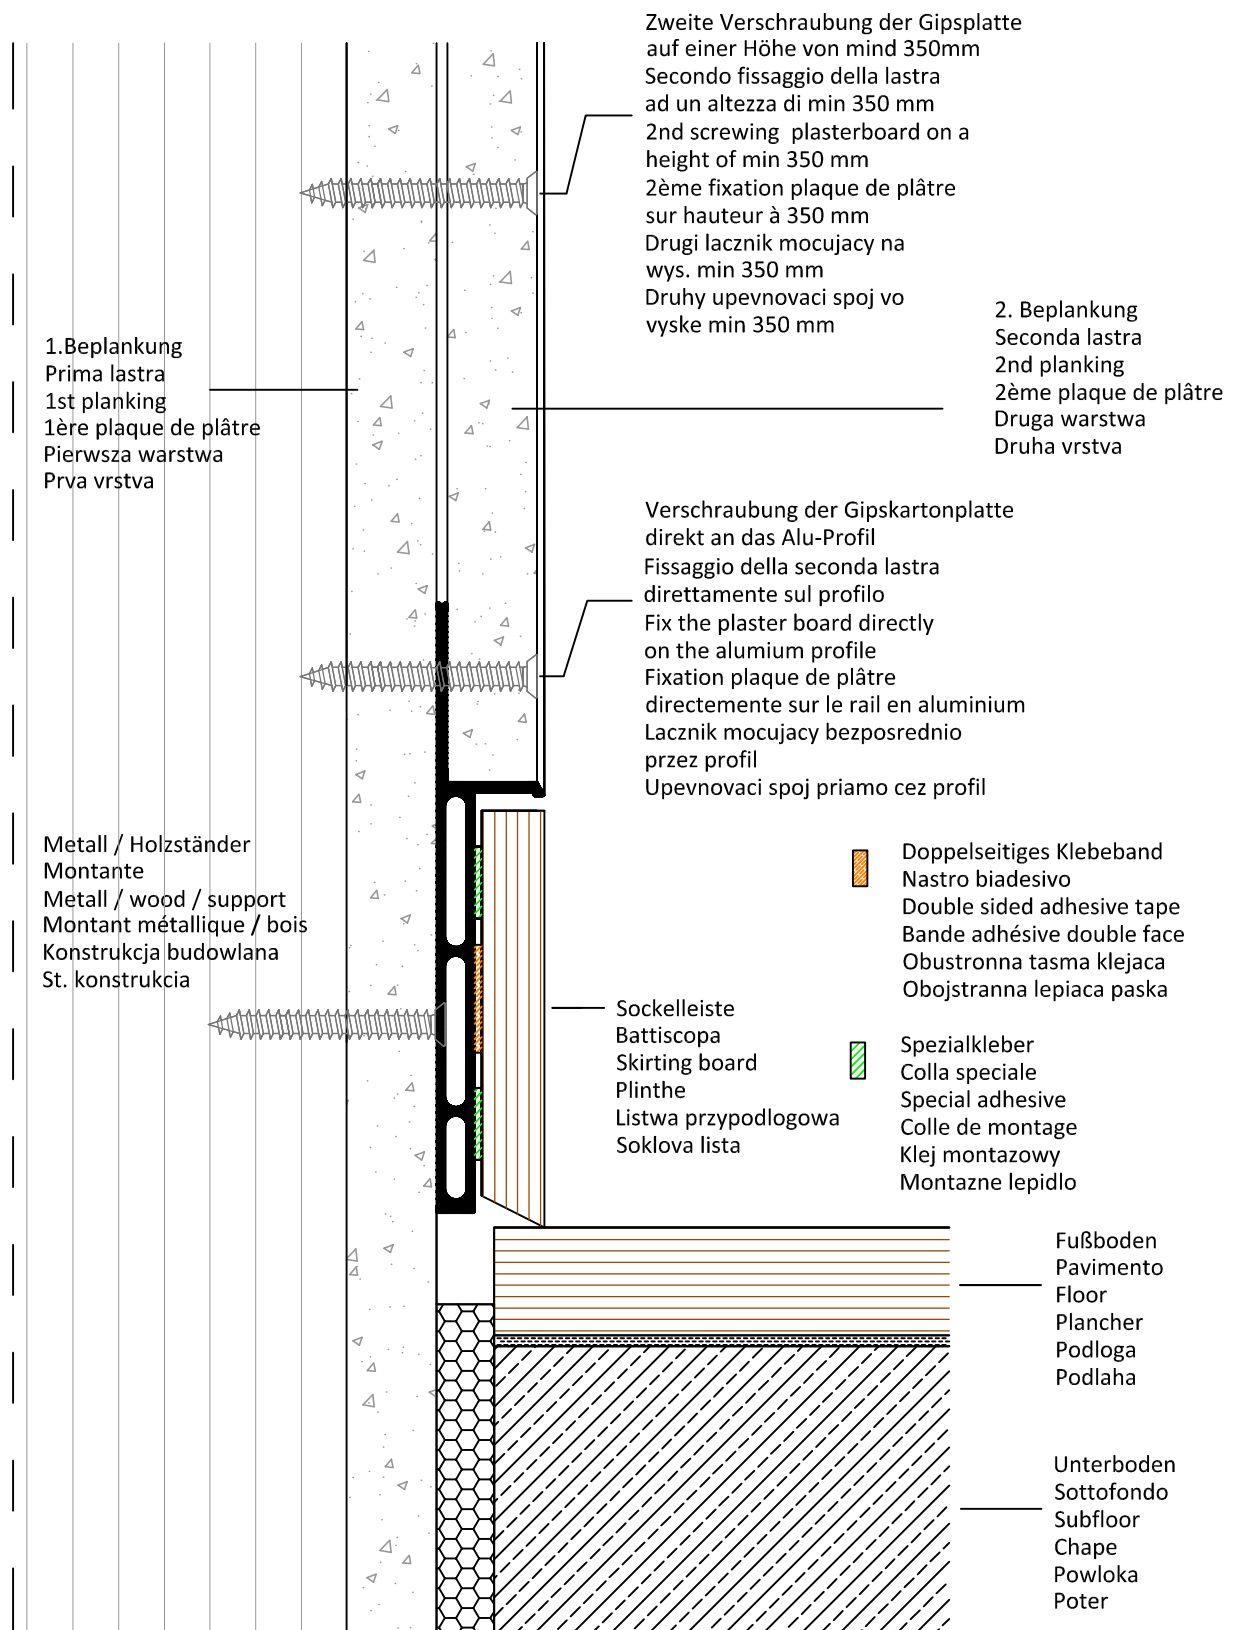 Zweite Verschraubung der Gipsplatte
auf einer Höhe von mind 350mm
Secondo fissaggio della lastra
ad un altezza di min 350 mm
2nd screwing plasterboard on a
height of min 350 mm
2ème fixation plaque de plâtre
sur hauteur à 350 mm
Drugi lacznik mocujacy na
wys. min 350 mm
Druhy upevnovaci spoj vo
vyske min 350 mm
2. Beplankung
Seconda lastra
2nd planking
2ème plaque de plâtre
Druga warstwa
Druha vrstva
1.Beplankung
Prima lastra
1st planking
1ère plaque de plâtre
Pierwsza warstwa
Prva vrstva
Verschraubung der Gipskartonplatte
direkt an das Alu-Profil
Fissaggio della seconda lastra
direttamente sul profilo
Fix the plaster board directly
on the alumium profile
Fixation plaque de plâtre
directemente sur le rail en aluminium
Lacznik mocujacy bezposrednio
przez profil
Upevnovaci spoj priamo cez profil
Metall / Holzständer
Montante
Metall / wood / support
Montant métallique / bois
Konstrukcja budowlana
St. konstrukcia
Doppelseitiges Klebeband
Nastro biadesivo
Double sided adhesive tape
Bande adhésive double face
Obustronna tasma klejaca
Obojstranna lepiaca paska
Sockelleiste
Battiscopa
Skirting board
Plinthe
Listwa przypodlogowa
Soklova lista
Spezialkleber
Colla speciale
Special adhesive
Colle de montage
Klej montazowy
Montazne lepidlo
Fußboden
Pavimento
Floor
Plancher
Podloga
Podlaha
Unterboden
Sottofondo
Subfloor
Chape
Powloka
Poter